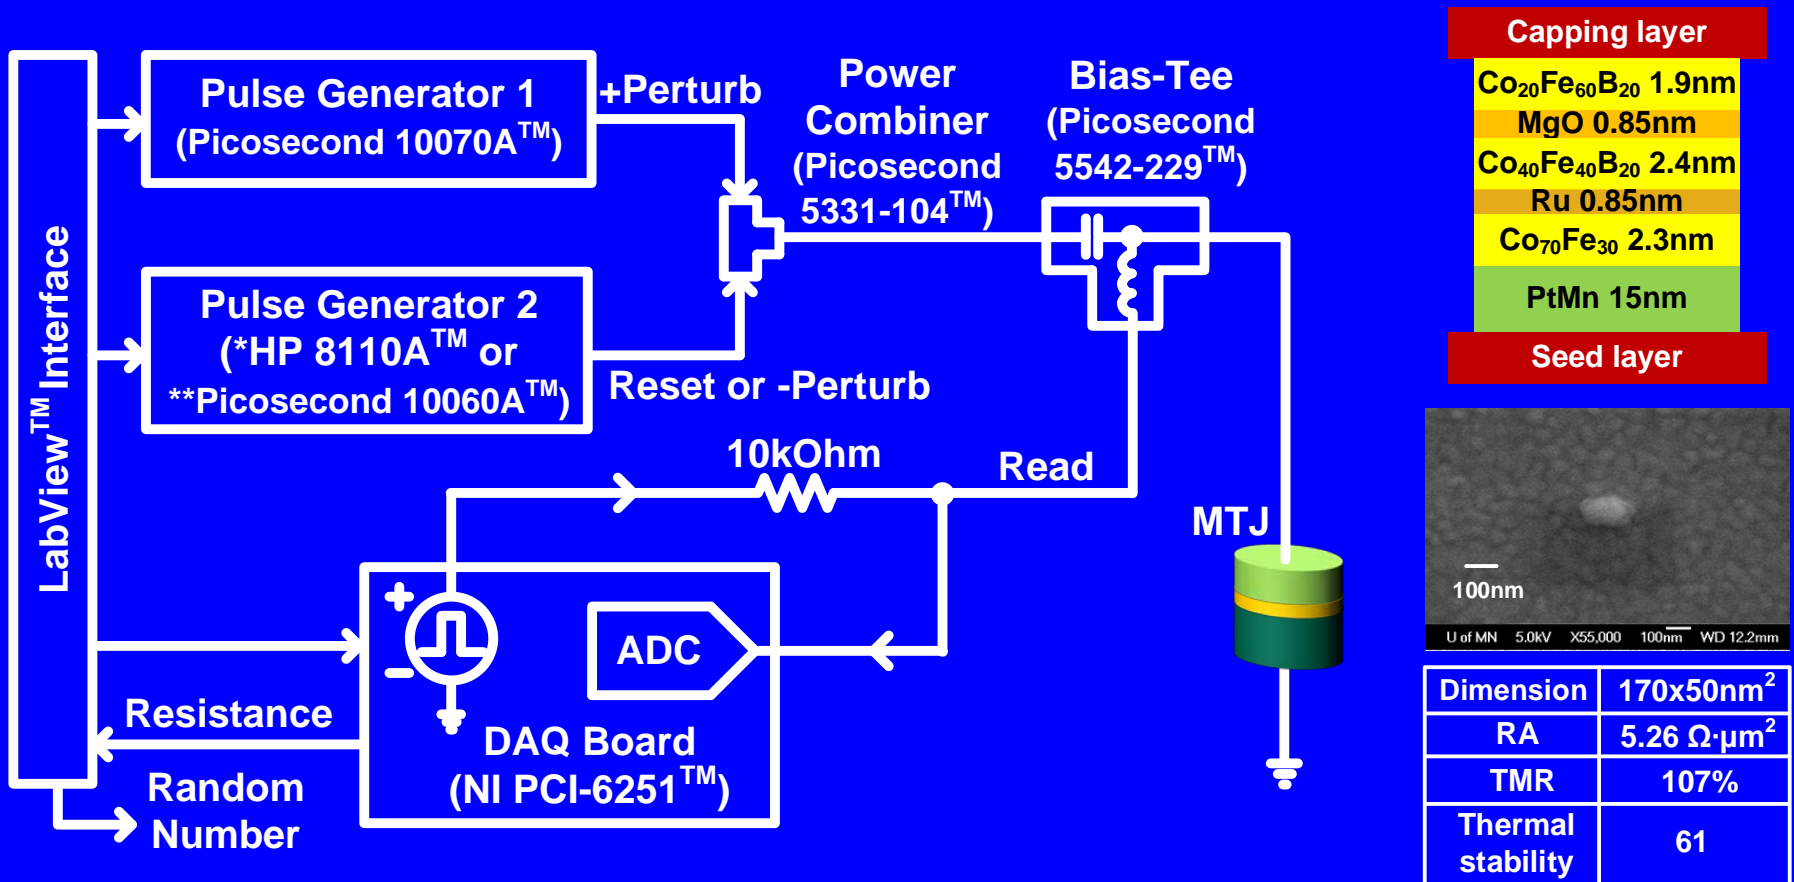 LabView™ Interface
Pulse Generator 1
(Picosecond 10070A™)
+Perturb
Pulse Generator 2
(*HP 8110A™ or
**Picosecond 10060A™)
Reset or -Perturb
Power
Combiner
(Picosecond
5331-104™)
Bias-Tee
(Picosecond
5542-229™)
10kOhm
Read
MTJ
+
−
ADC
DAQ Board
(NI PCI-6251™)
Resistance
Random
Number
Capping layer
Co₂₀Fe₆₀B₂₀ 1.9nm
MgO 0.85nm
Co₄₀Fe₄₀B₂₀ 2.4nm
Ru 0.85nm
Co₇₀Fe₃₀ 2.3nm
PtMn 15nm
Seed layer
100nm
U of MN 5.0kV X55,000 100nm WD 12.2mm
Dimension 170x50nm²
RA 5.26 Ω·µm²
TMR 107%
Thermal
stability
61